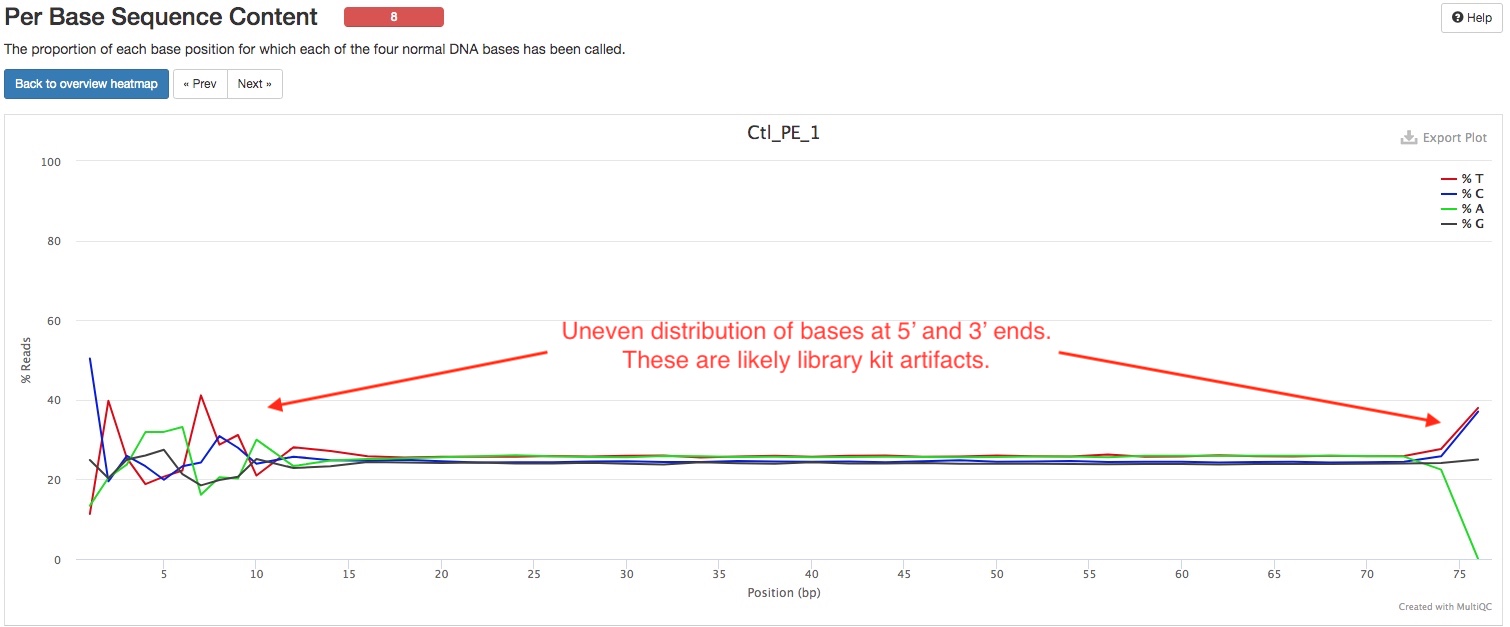 Per Base Sequence Content 8
Help
The proportion of each base position for which each of the four normal DNA bases has been called.
Back to overview heatmap « Prev Next »
Ctl_PE_1
Export Plot
% T
% C
% A
% G
100
80
60
40
20
0
% Reads
Uneven distribution of bases at 5’ and 3’ ends.
These are likely library kit artifacts.
5 10 15 20 25 30 35 40 45 50 55 60 65 70 75
Position (bp)
Created with MultiQC